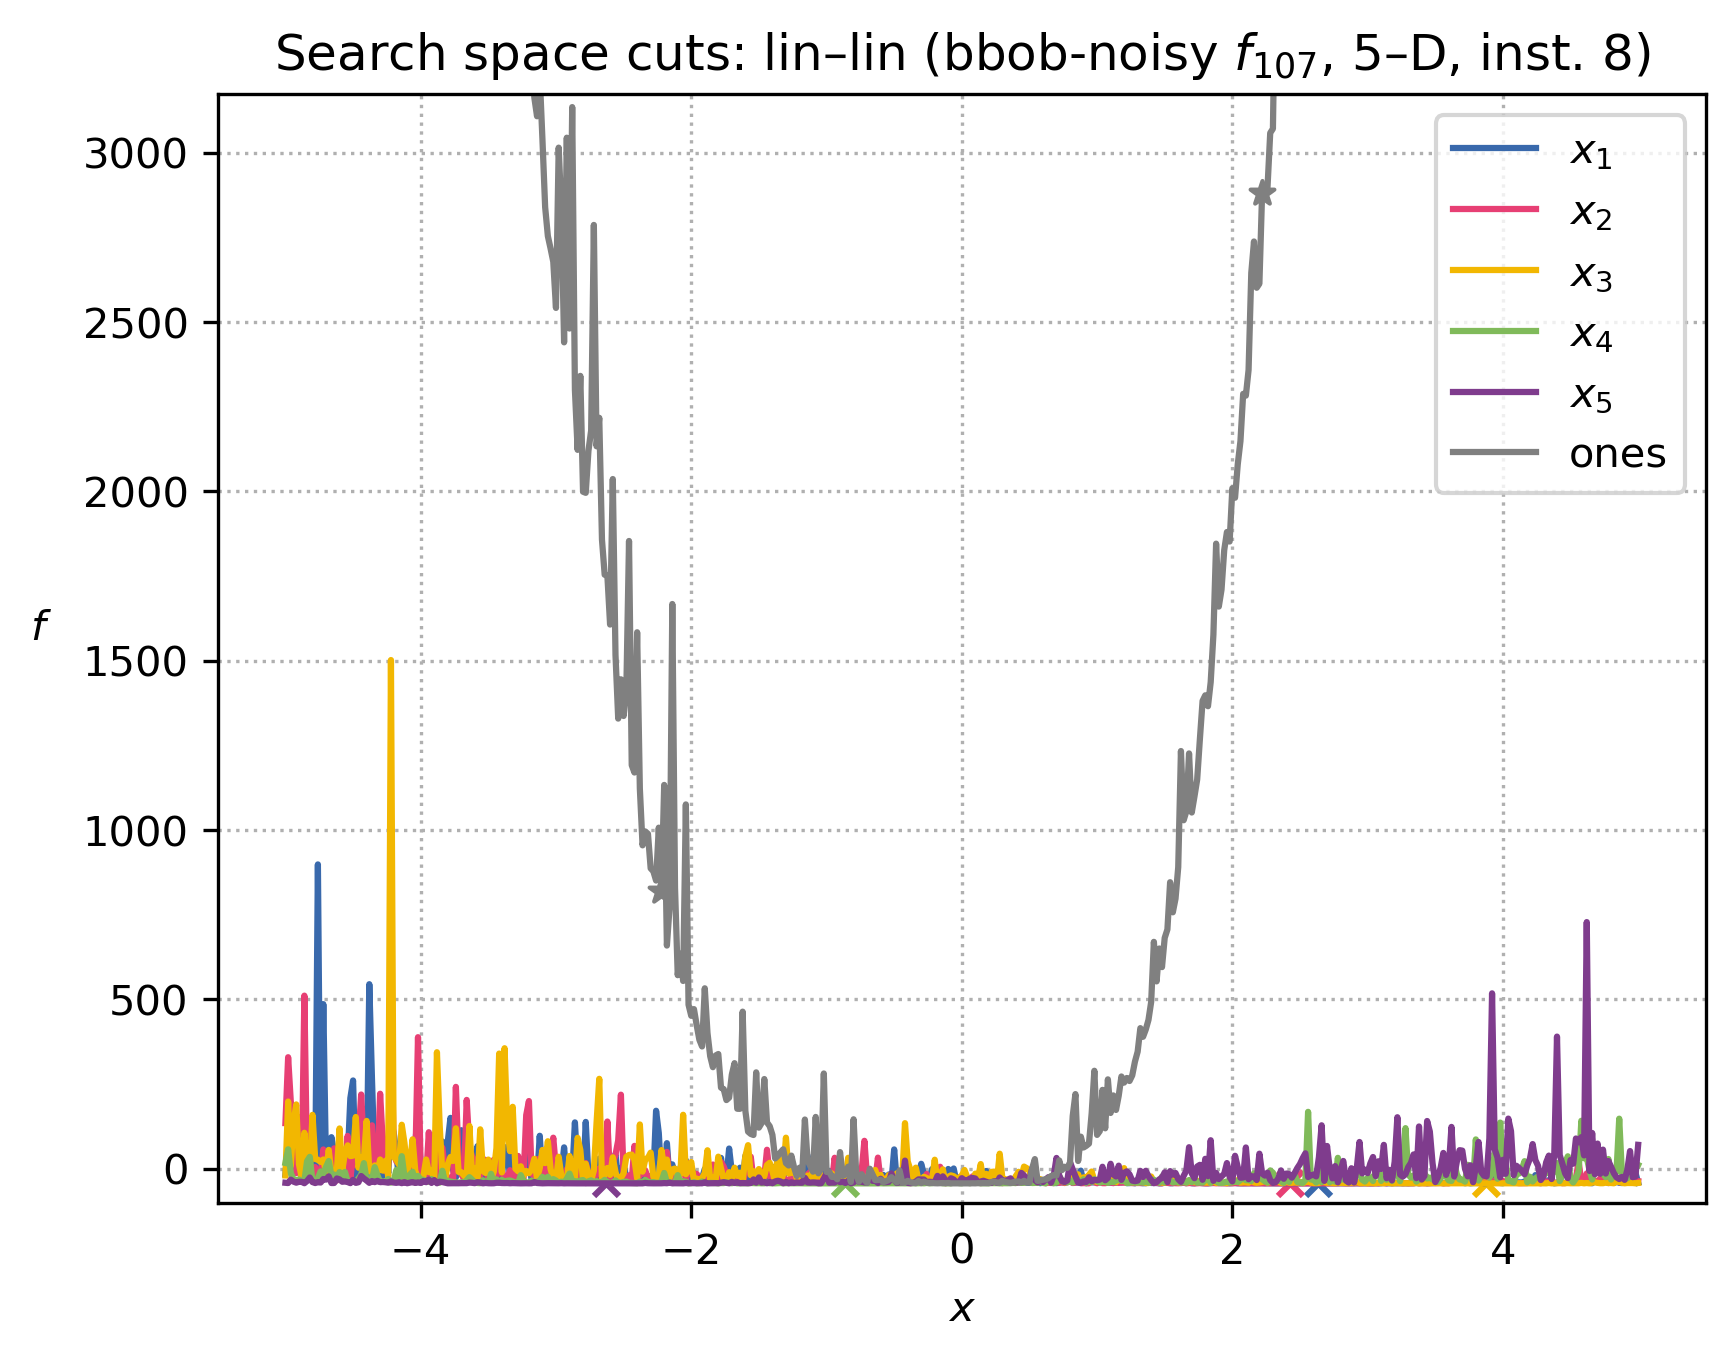 Search space cuts: lin–lin (bbob-noisy f₁₀₇, 5–D, inst. 8)
3000
2500
2000
1500
1000
500
0
f
−4
−2
0
2
4
x
x₁
x₂
x₃
x₄
x₅
ones